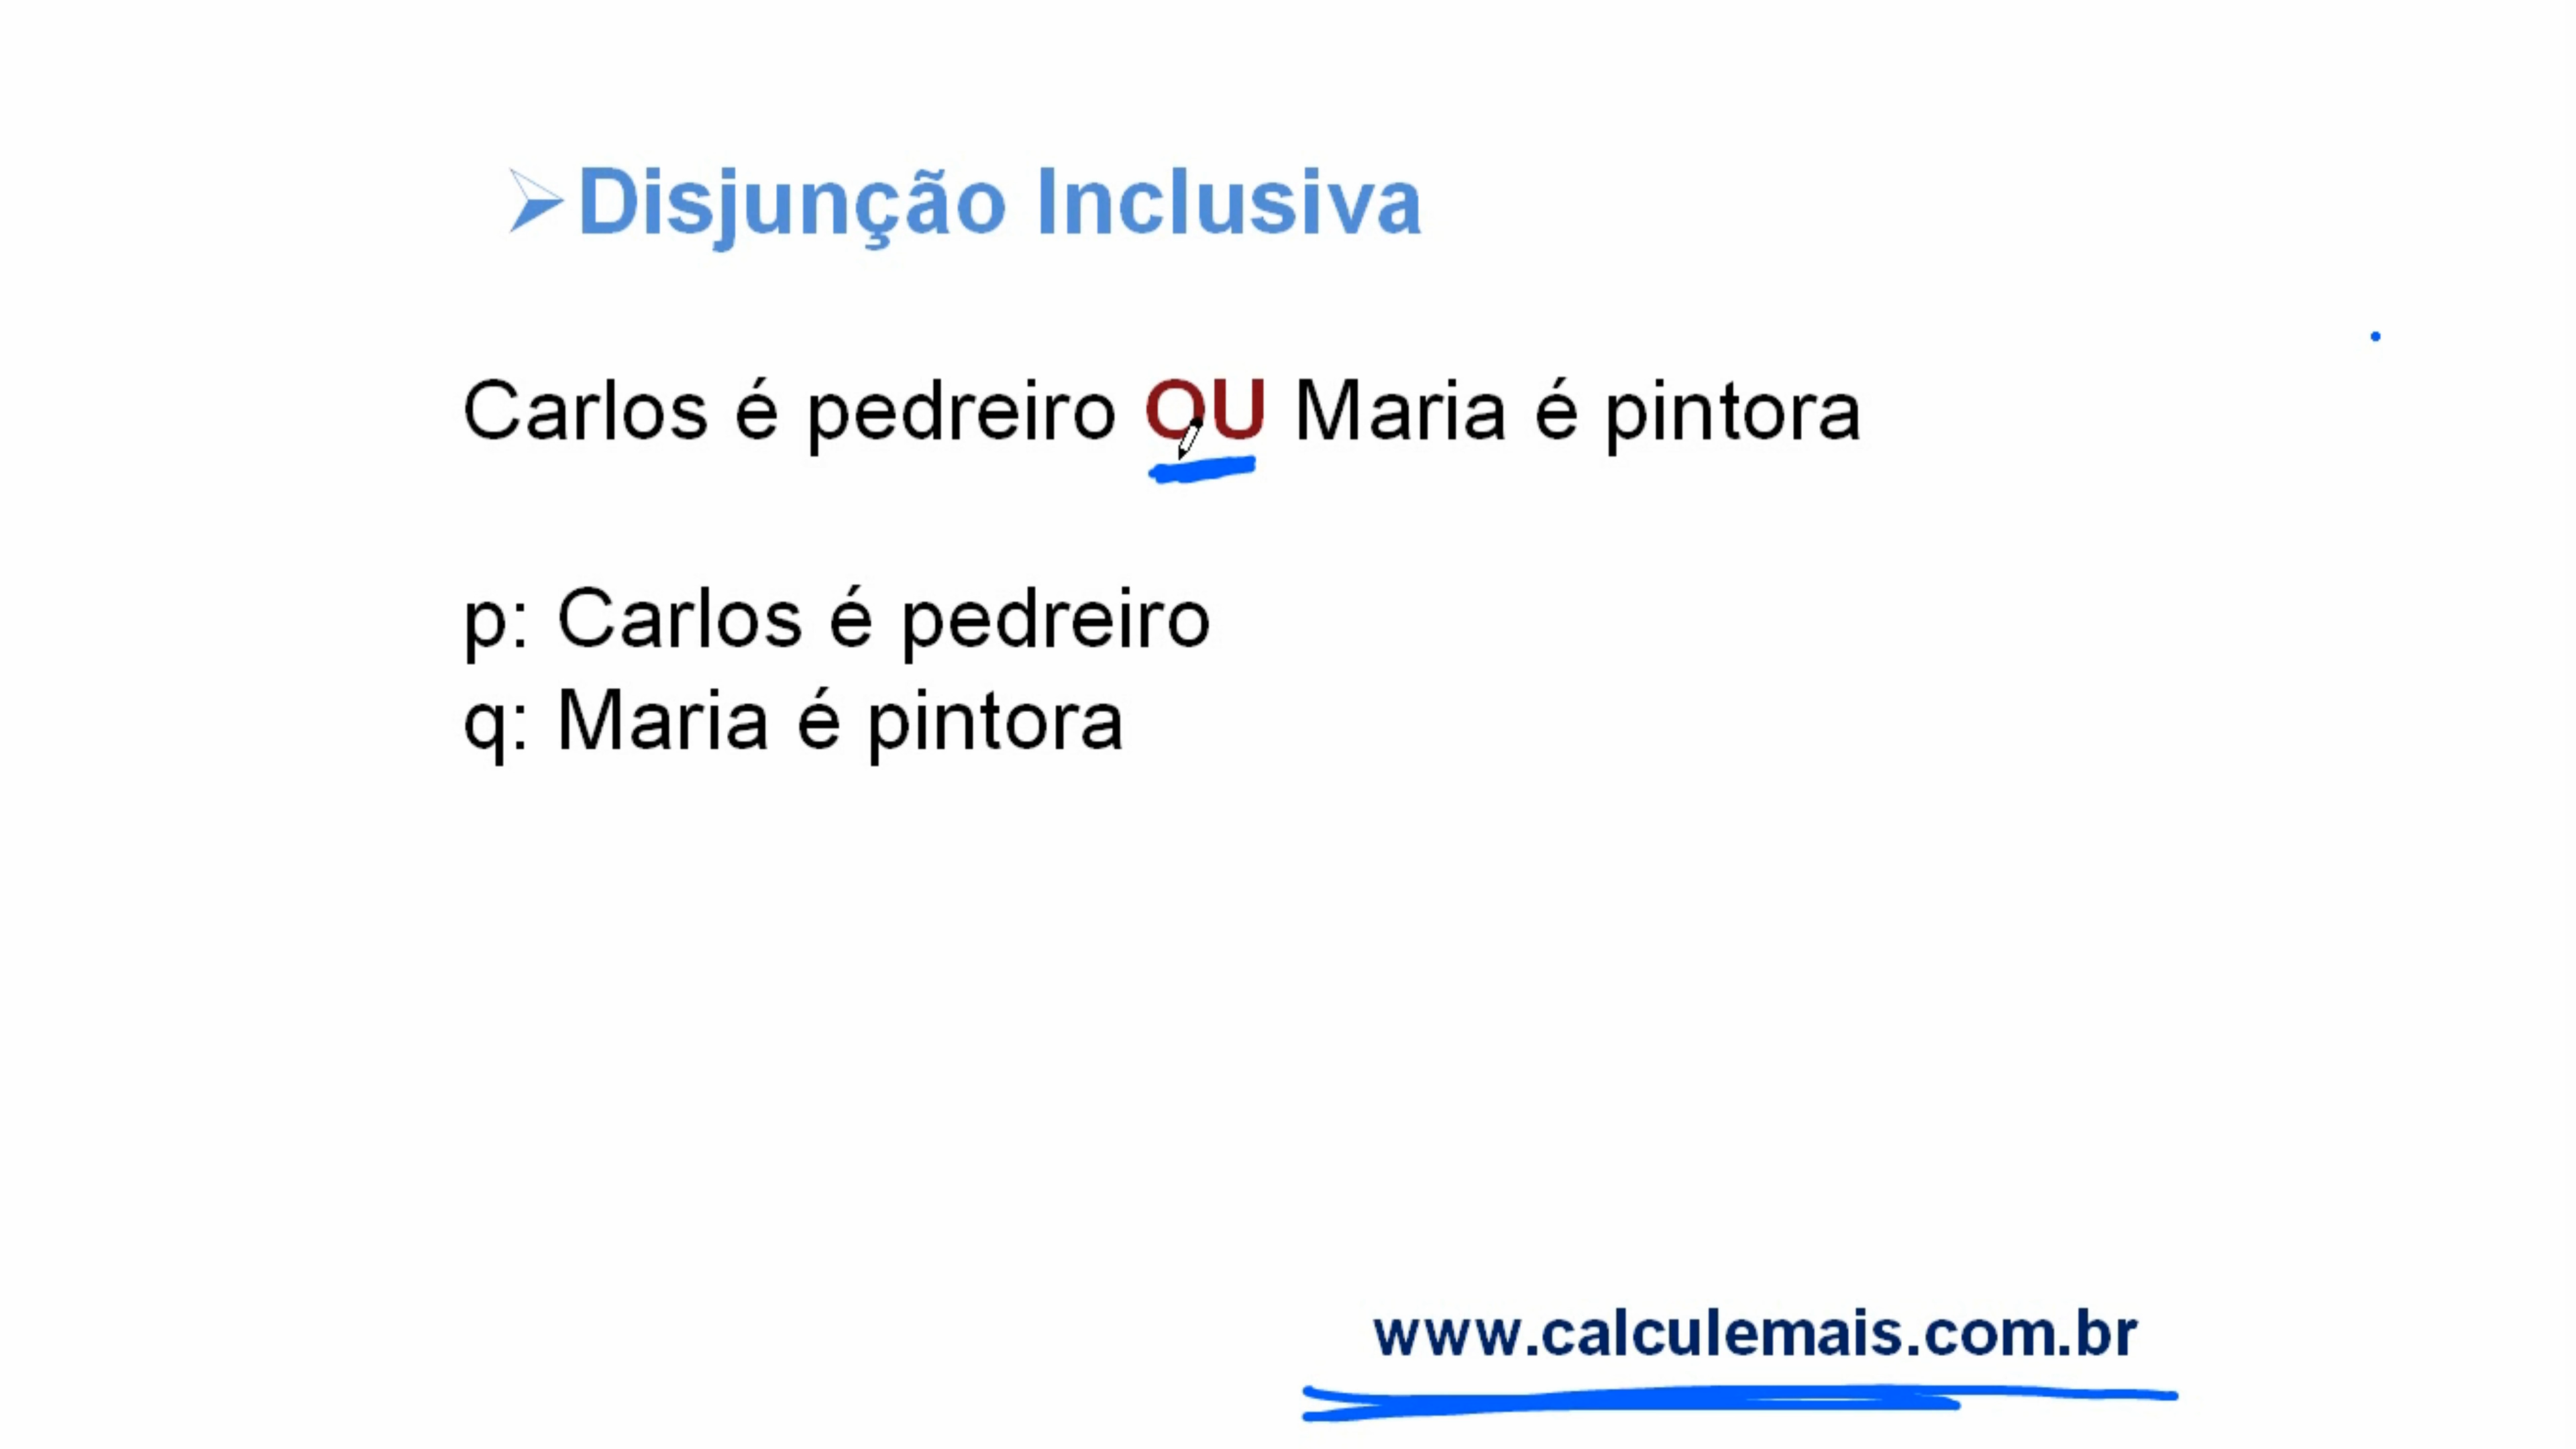 Disjunção Inclusiva
Carlos é pedreiro OU Maria é pintora
p: Carlos é pedreiro
q: Maria é pintora
www.calculemais.com.br